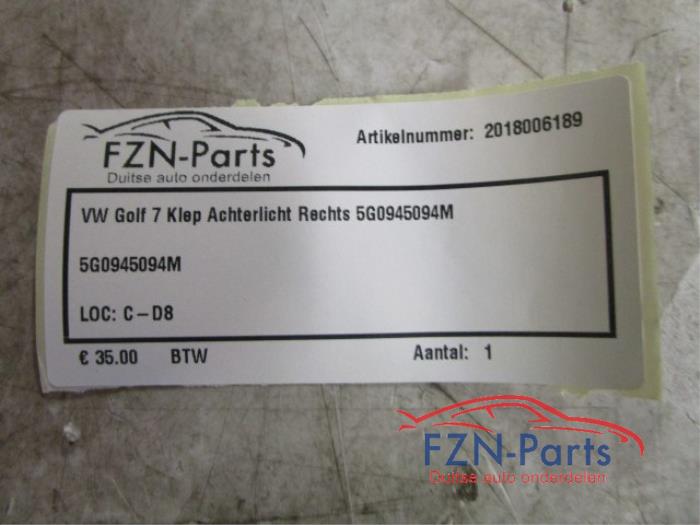 FZN-Parts
Duitse auto onderdelen
Artikelnummer: 2018006189
VW Golf 7 Klep Achterlicht Rechts 5G0945094M
5G0945094M
LOC: C-D8
€ 35.00 BTW Aantal: 1
FZN-Parts
Duitse auto onderdelen